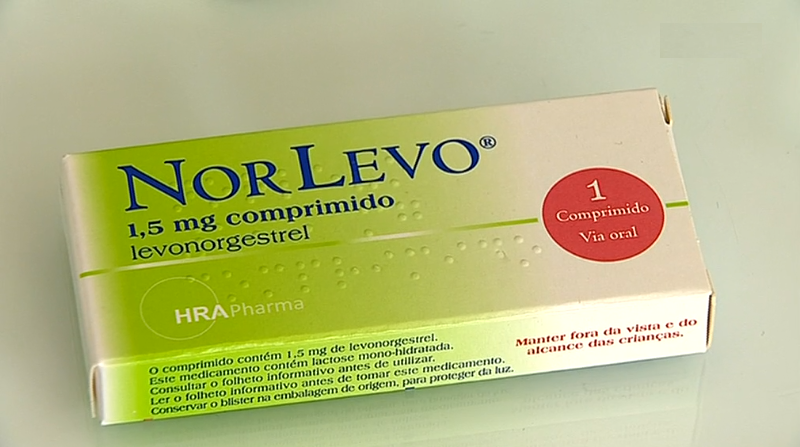 NORLEVO®
1,5 mg comprimido
levonorgestrel
1
Comprimido
Via oral
HRAPharma
O comprimido contém 1,5 mg de levonorgestrel.
Este medicamento contém lactose mono-hidratada.
Consultar o folheto informativo antes de utilizar.
Ler o folheto informativo antes de tomar este medicamento.
Conservar o blister na embalagem de origem, para proteger da luz.
Manter fora da vista e do
alcance das crianças.